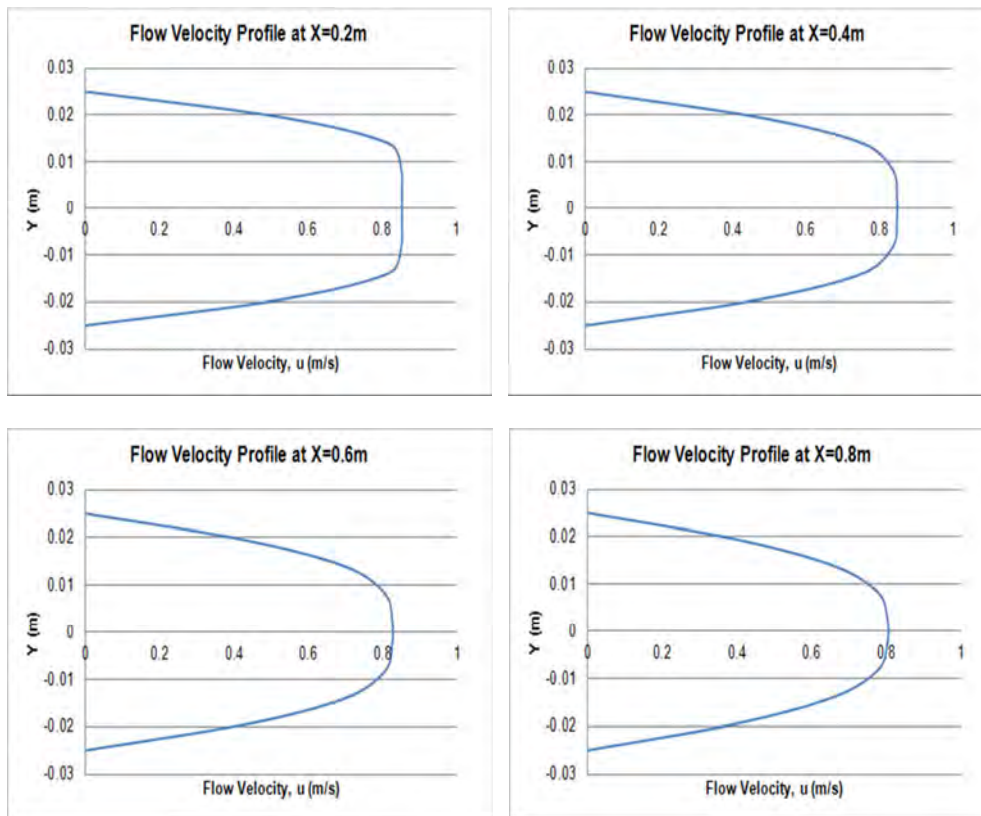 Flow Velocity Profile at X=0.2m
0.03
0.02
0.01
0
-0.01
-0.02
-0.03
Y (m)
0 0.2 0.4 0.6 0.8 1
Flow Velocity, u (m/s)
Flow Velocity Profile at X=0.4m
0.03
0.02
0.01
0
-0.01
-0.02
-0.03
Y (m)
0 0.2 0.4 0.6 0.8 1
Flow Velocity, u (m/s)
Flow Velocity Profile at X=0.6m
0.03
0.02
0.01
0
-0.01
-0.02
-0.03
Y (m)
0 0.2 0.4 0.6 0.8 1
Flow Velocity, u (m/s)
Flow Velocity Profile at X=0.8m
0.03
0.02
0.01
0
-0.01
-0.02
-0.03
Y (m)
0 0.2 0.4 0.6 0.8 1
Flow Velocity, u (m/s)